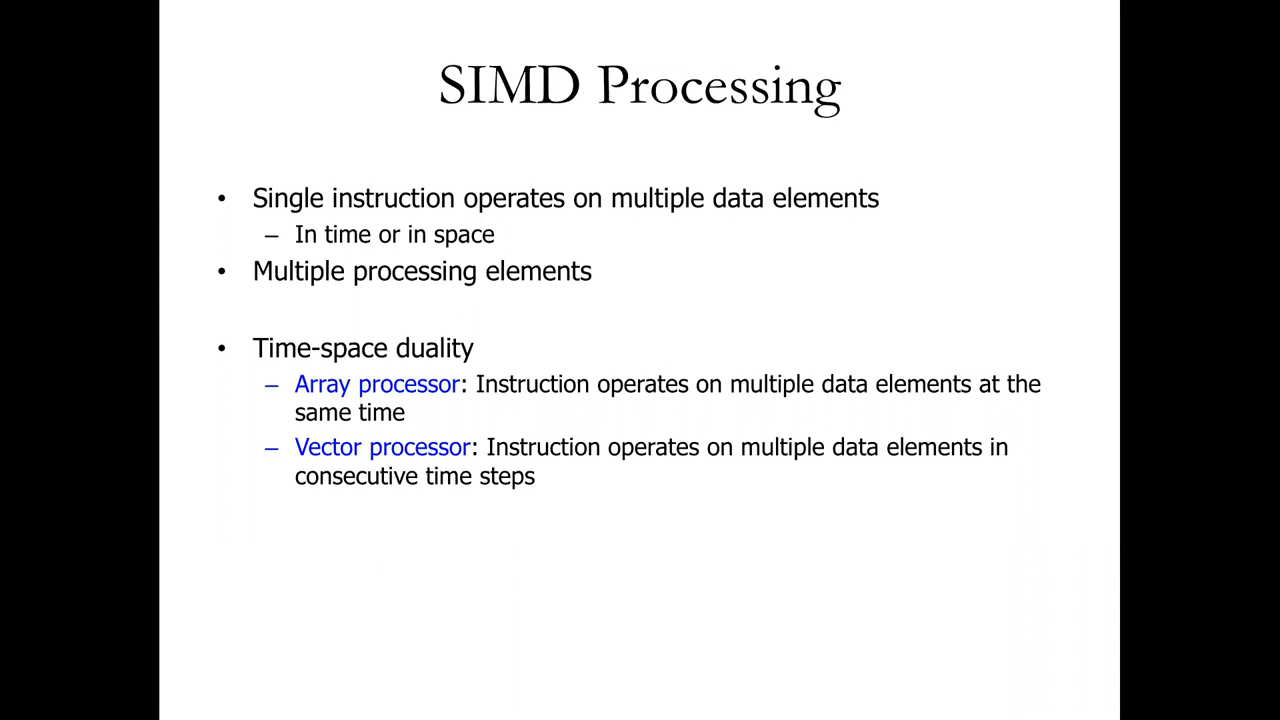 SIMD Processing
• Single instruction operates on multiple data elements
– In time or in space
• Multiple processing elements
• Time-space duality
– Array processor: Instruction operates on multiple data elements at the
same time
– Vector processor: Instruction operates on multiple data elements in
consecutive time steps